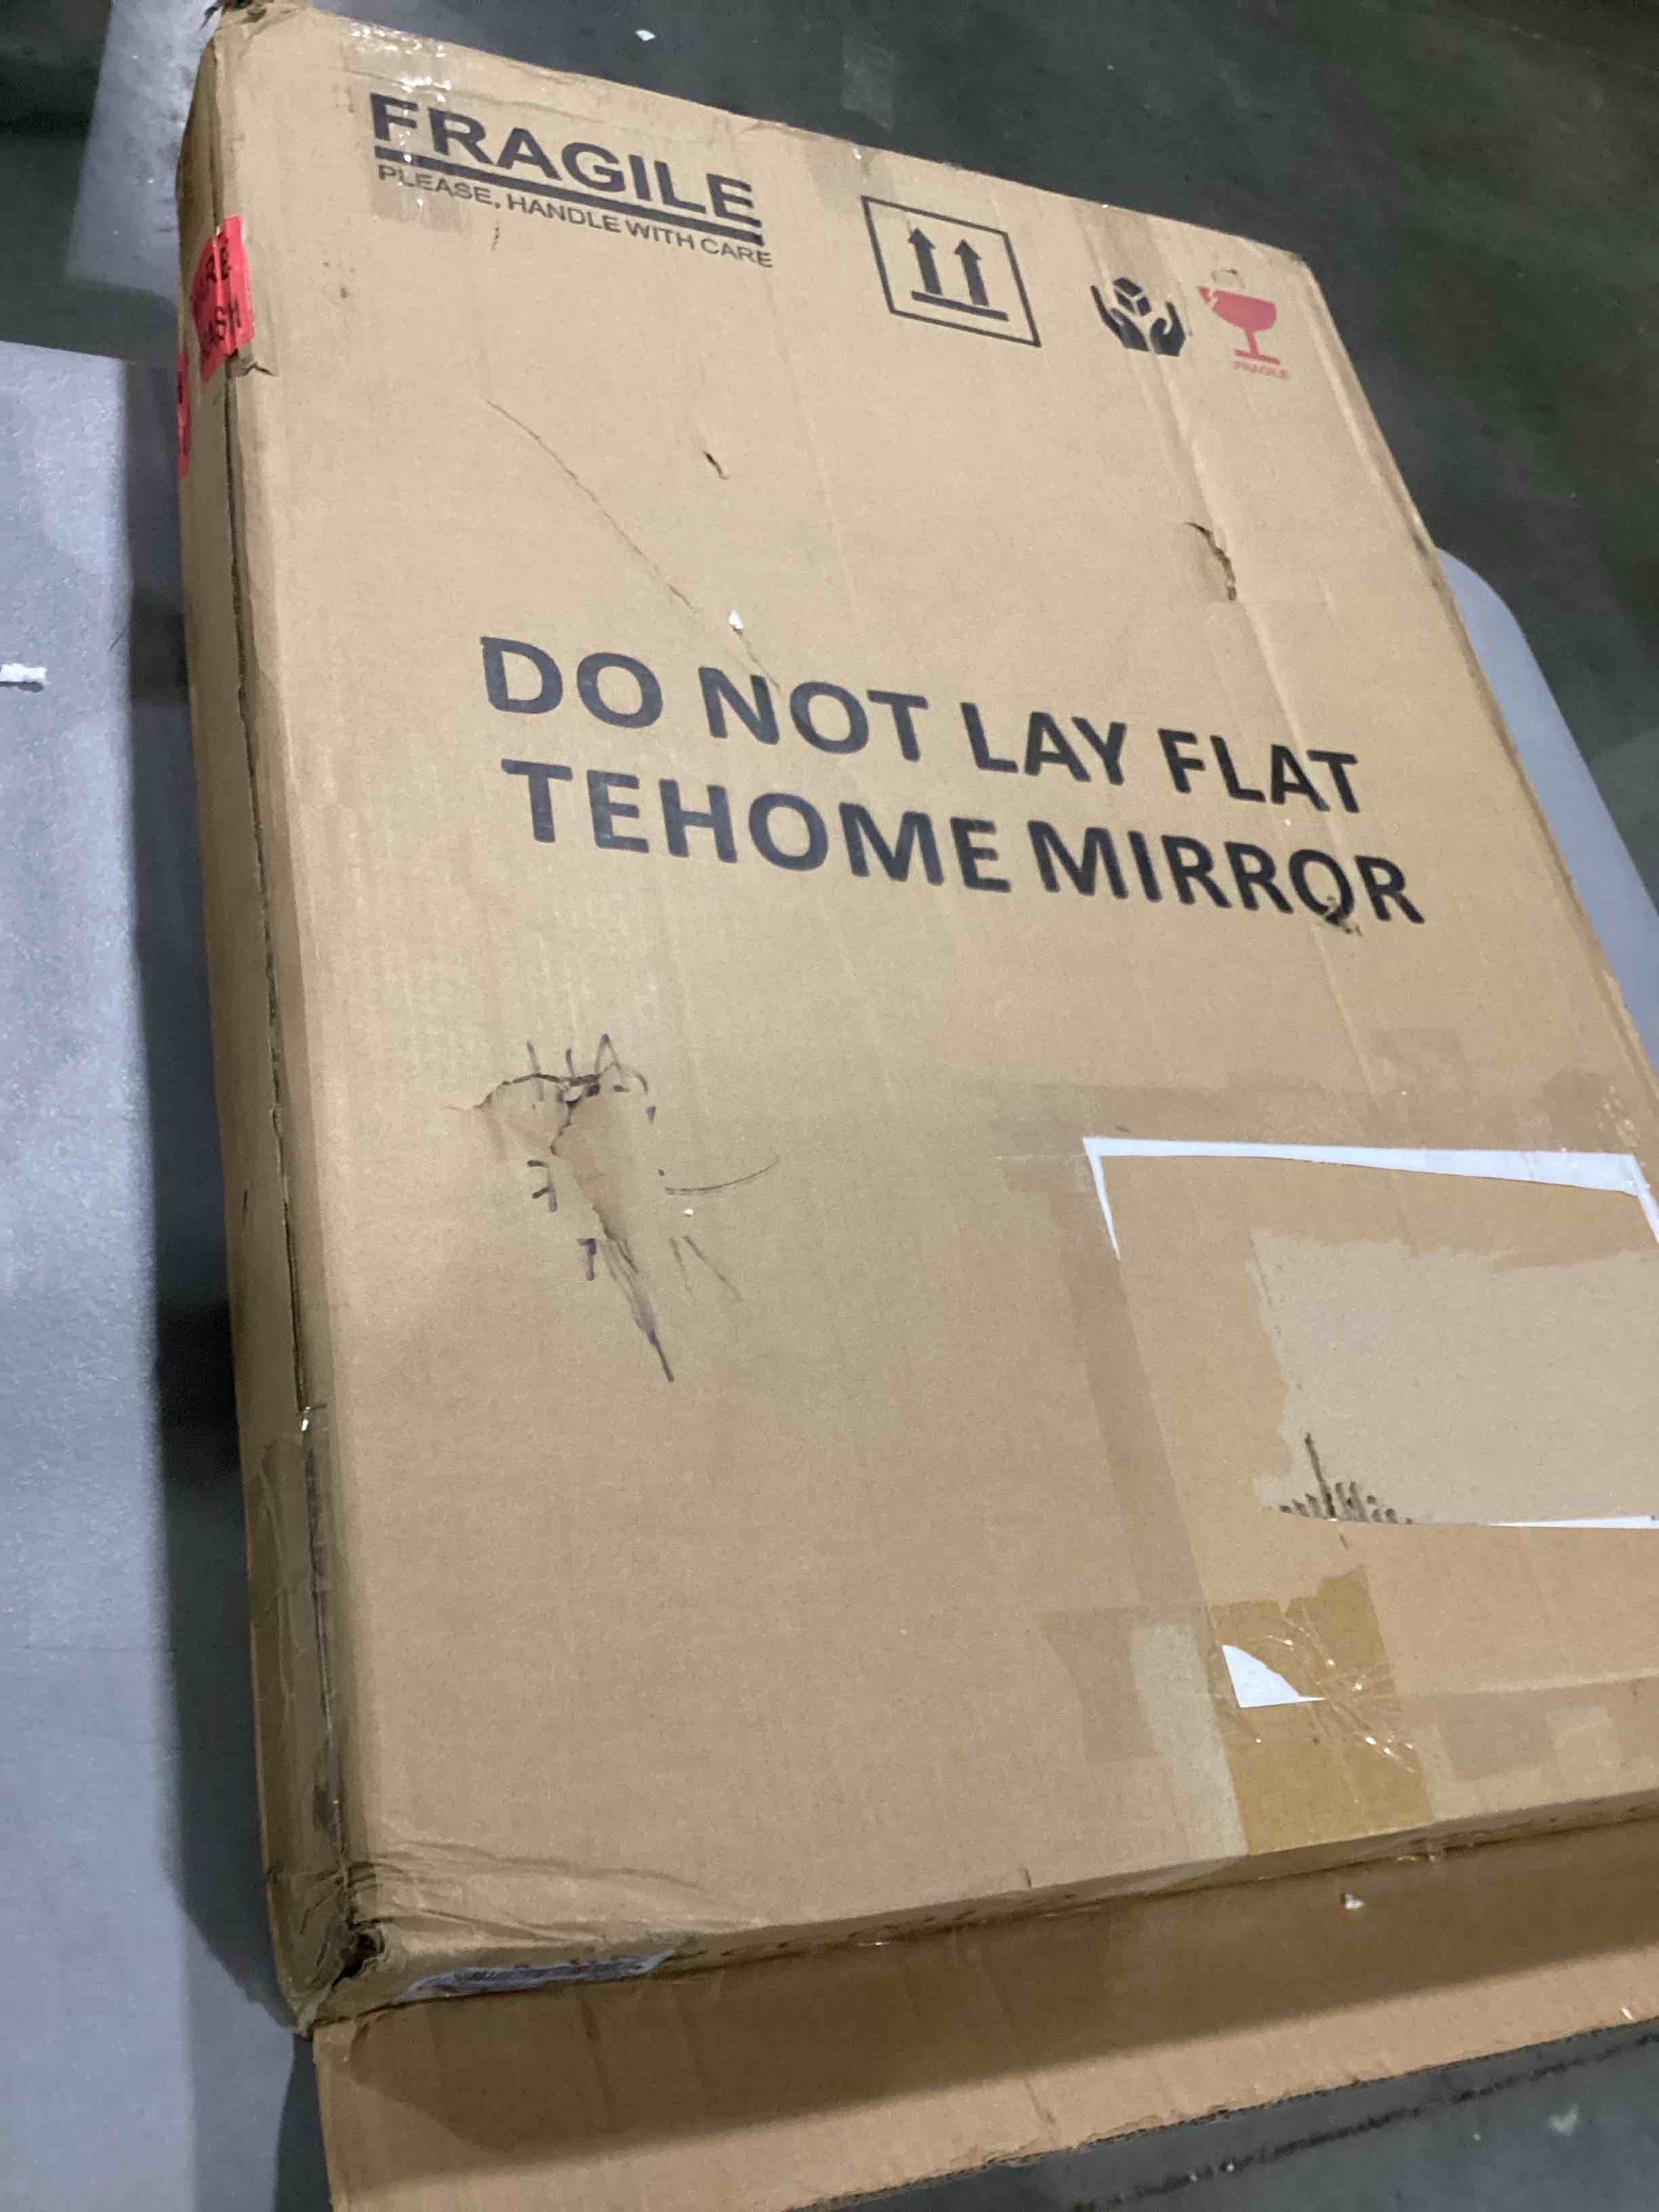 FRAGILE
PLEASE, HANDLE WITH CARE
FRAGILE
DO NOT LAY FLAT
TEHOME MIRROR